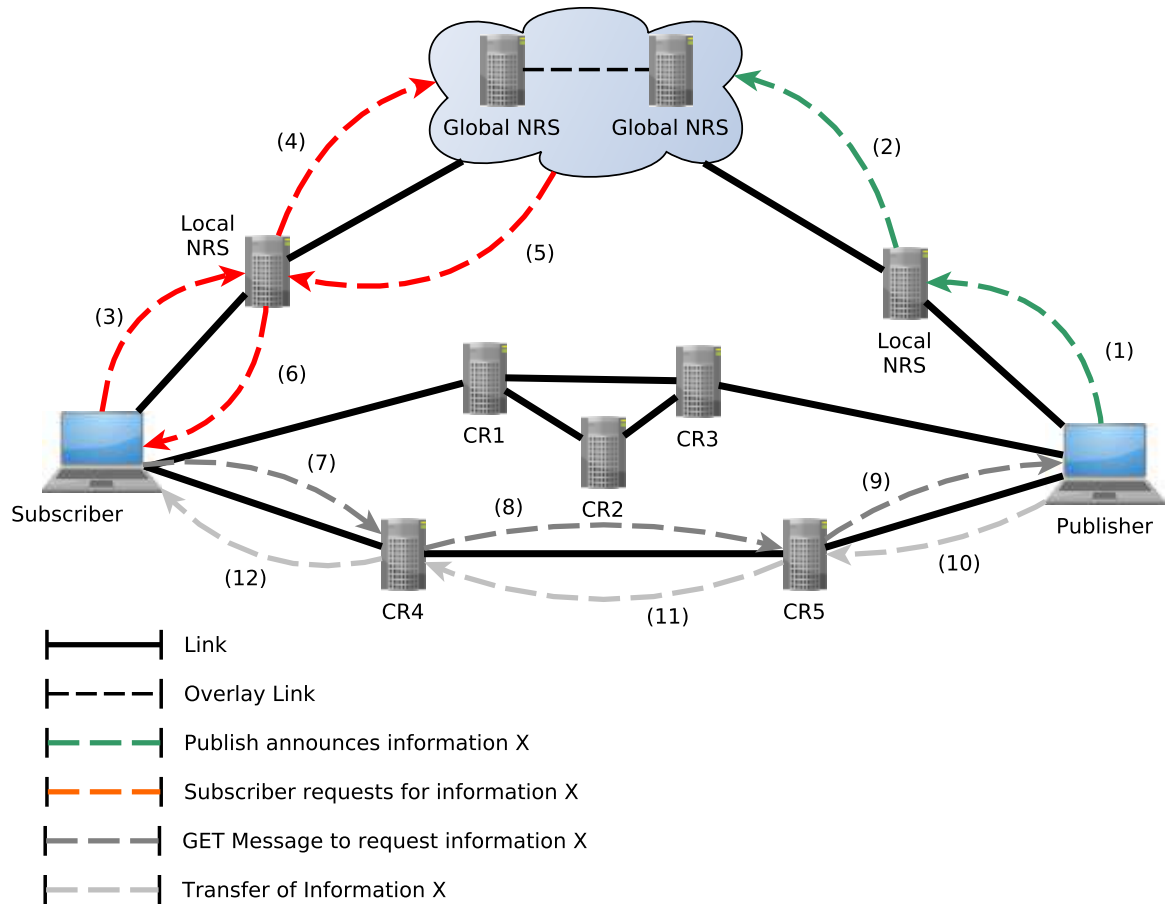 Global NRS
Global NRS
(4)
(2)
Local
NRS
(5)
(3)
Local
NRS
(1)
(6)
CR1
CR3
(7)
CR2
(8)
(9)
Subscriber
Publisher
(12)
(10)
CR4
(11)
CR5
Link
Overlay Link
Publish announces information X
Subscriber requests for information X
GET Message to request information X
Transfer of Information X